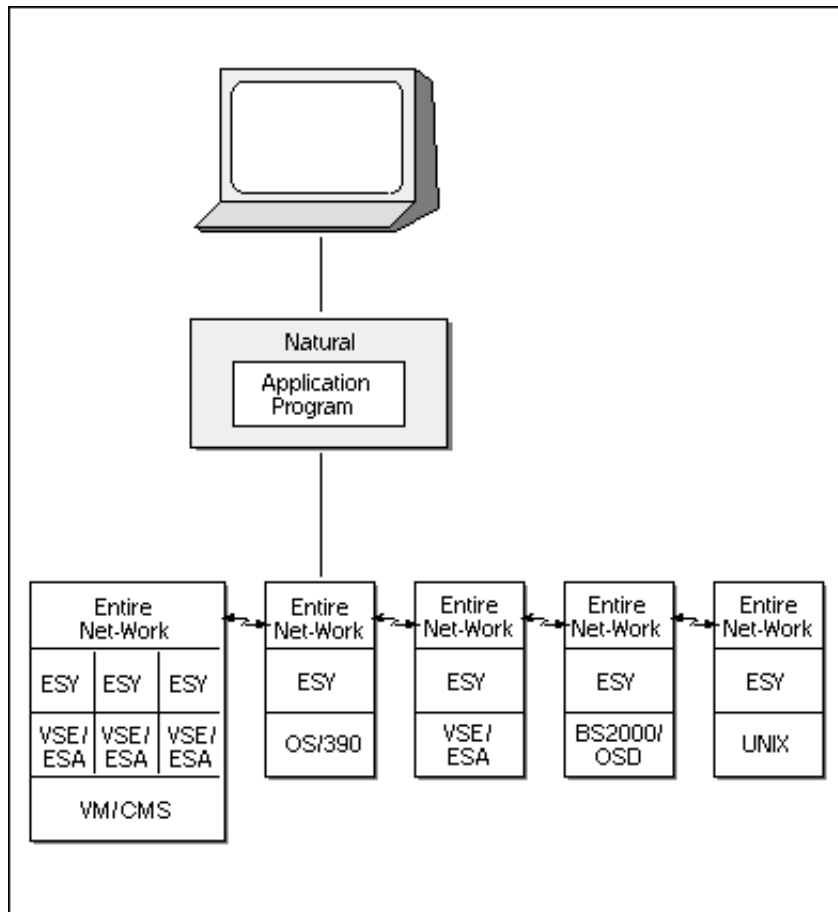 Natural
Application
Program
Entire
Net-Work
ESY
ESY
ESY
VSE/
ESA
VSE/
ESA
VSE/
ESA
VM/CMS
Entire
Net-Work
ESY
OS/390
Entire
Net-Work
ESY
VSE/
ESA
Entire
Net-Work
ESY
BS2000/
OSD
Entire
Net-Work
ESY
UNIX